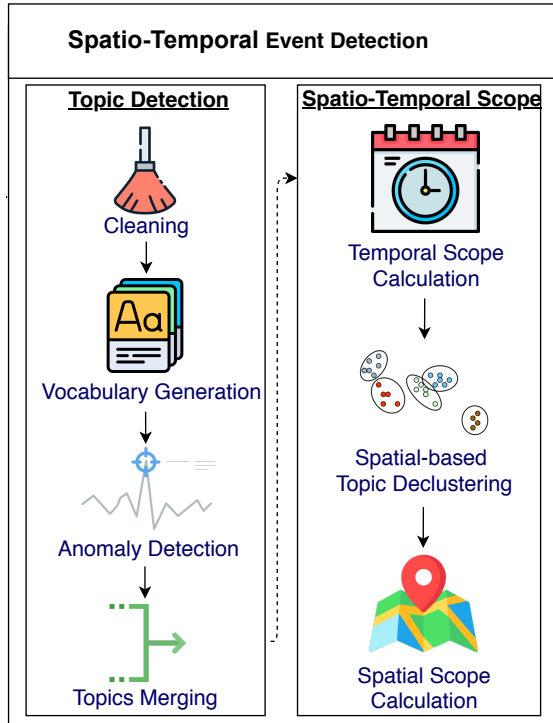 Spatio-Temporal Event Detection
Topic Detection
Cleaning
Aa
Vocabulary Generation
Anomaly Detection
Topics Merging
Spatio-Temporal Scope
Temporal Scope
Calculation
Spatial-based
Topic Declustering
Spatial Scope
Calculation